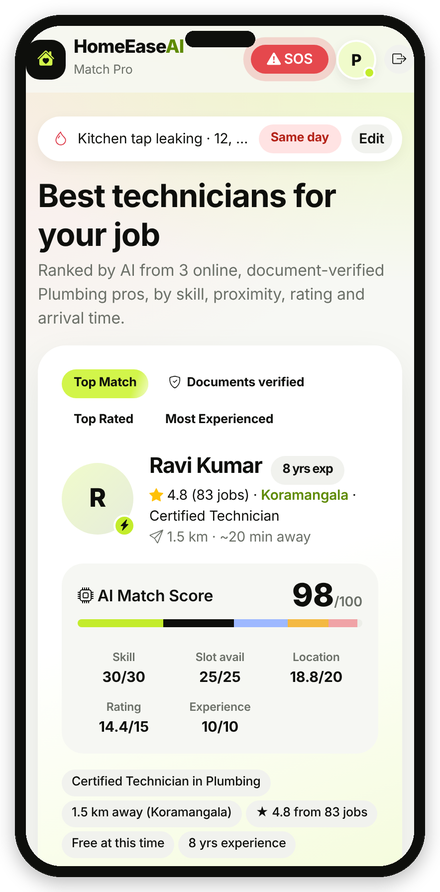 HomeEaseAI
Match Pro
SOS
P
Kitchen tap leaking · 12, ...
Same day
Edit
Best technicians for
your job
Ranked by AI from 3 online, document-verified
Plumbing pros, by skill, proximity, rating and
arrival time.
Top Match
Documents verified
Top Rated
Most Experienced
R
Ravi Kumar
8 yrs exp
4.8 (83 jobs) · Koramangala ·
Certified Technician
1.5 km · ~20 min away
AI Match Score
98/100
Skill
30/30
Slot avail
25/25
Location
18.8/20
Rating
14.4/15
Experience
10/10
Certified Technician in Plumbing
1.5 km away (Koramangala)
★ 4.8 from 83 jobs
Free at this time
8 yrs experience